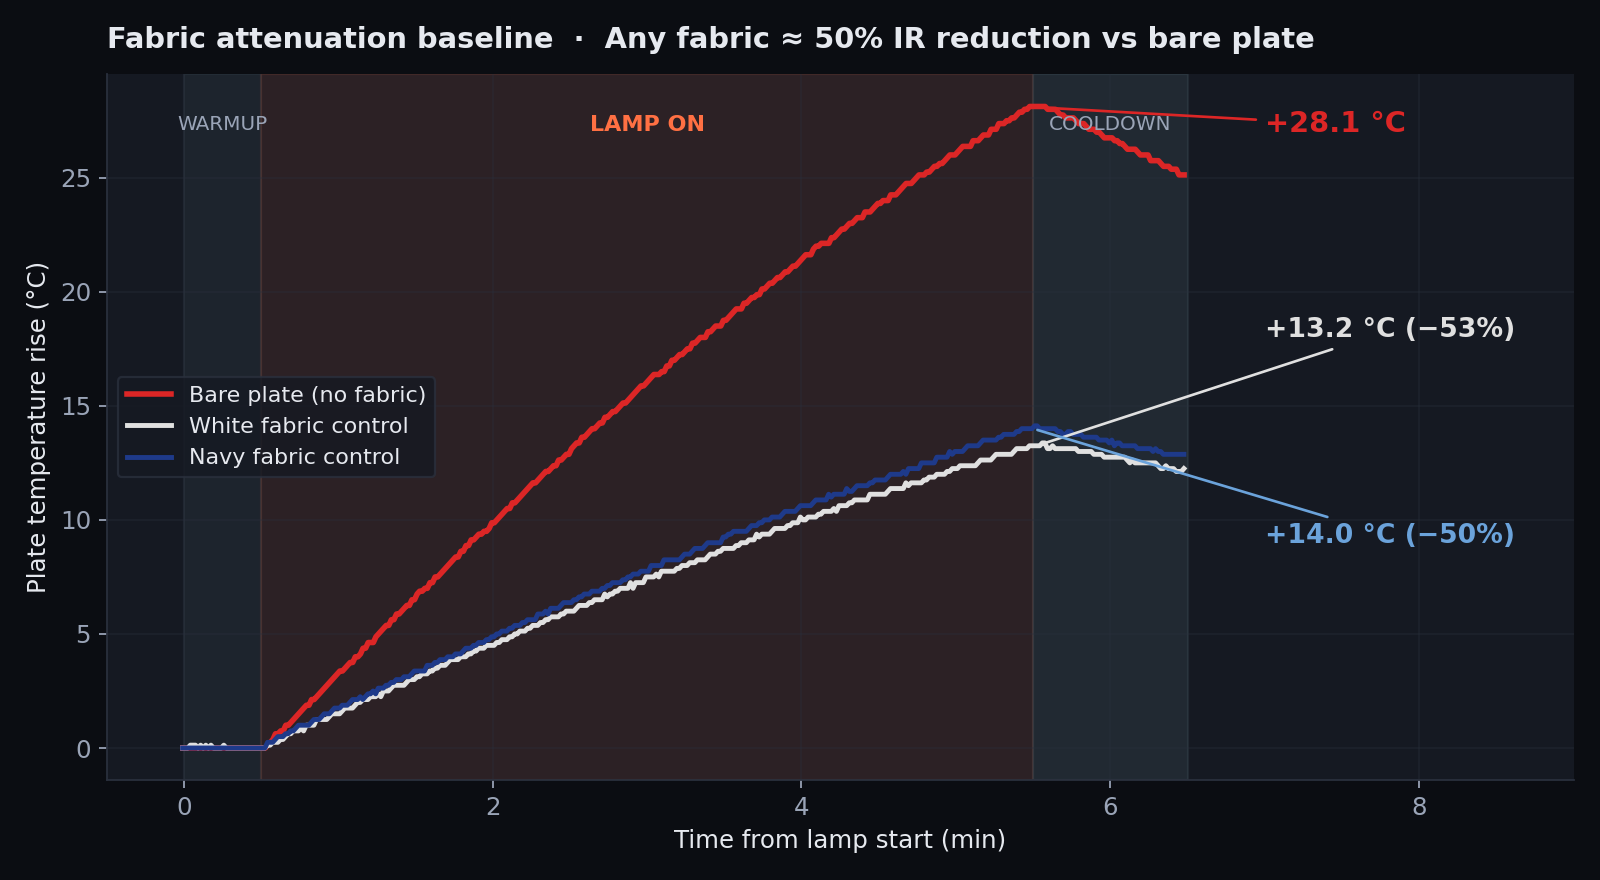 Fabric attenuation baseline · Any fabric ≈ 50% IR reduction vs bare plate
WARMUP
LAMP ON
COOLDOWN
+28.1 °C
+13.2 °C (−53%)
+14.0 °C (−50%)
Bare plate (no fabric)
White fabric control
Navy fabric control
Plate temperature rise (°C)
25
20
15
10
5
0
0 2 4 6 8
Time from lamp start (min)